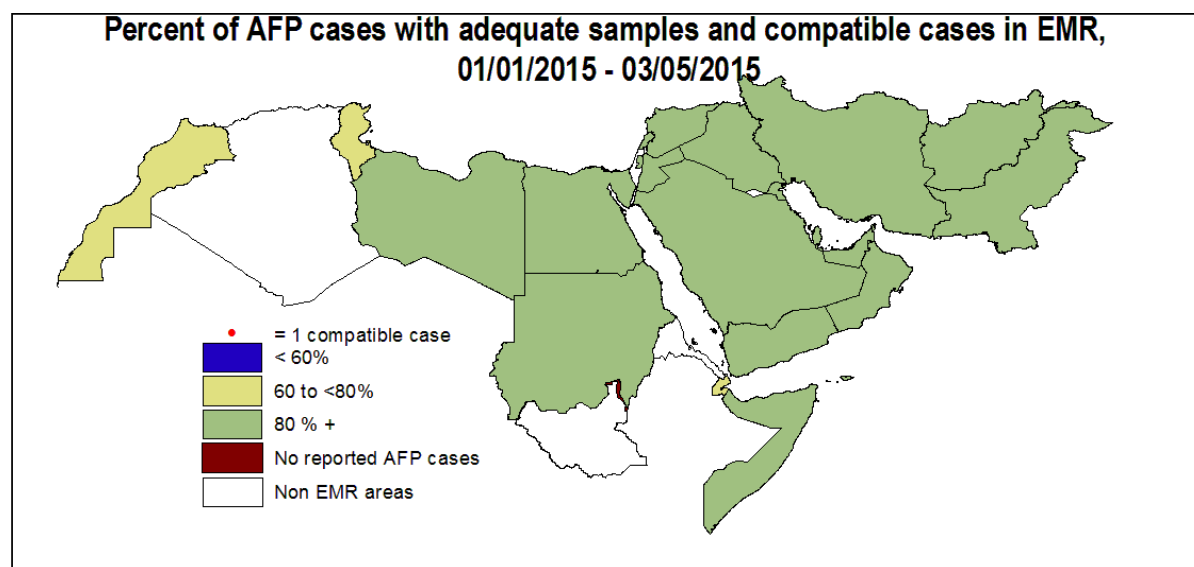 Percent of AFP cases with adequate samples and compatible cases in EMR,
01/01/2015 - 03/05/2015
= 1 compatible case
< 60%
60 to <80%
80 % +
No reported AFP cases
Non EMR areas